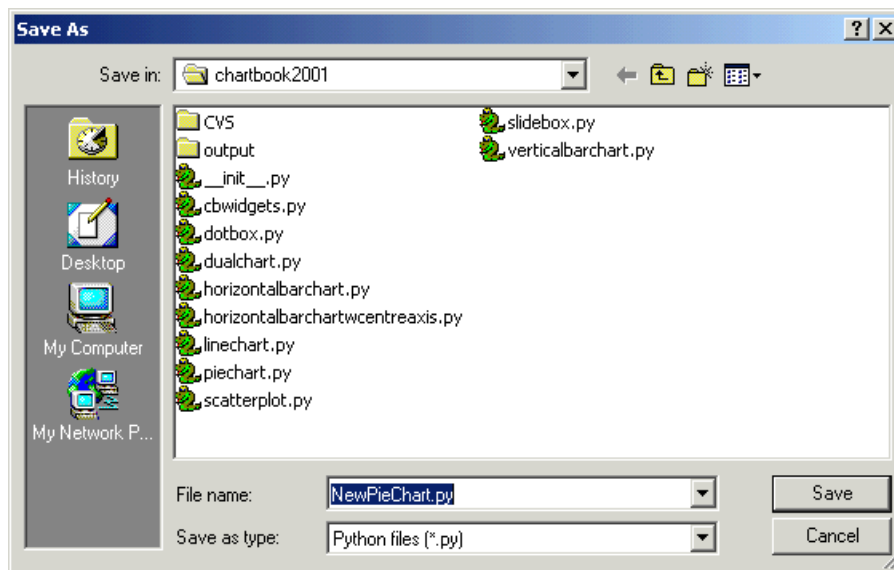 Save As
Save in: chartbook2001
History
Desktop
My Computer
My Network P...
CVS
output
__init__.py
cbwidgets.py
dotbox.py
dualchart.py
horizontalbarchart.py
horizontalbarchartwcentreaxis.py
linechart.py
piechart.py
scatterplot.py
slidebox.py
verticalbarchart.py
File name: NewPieChart.py
Save
Save as type: Python files (*.py)
Cancel